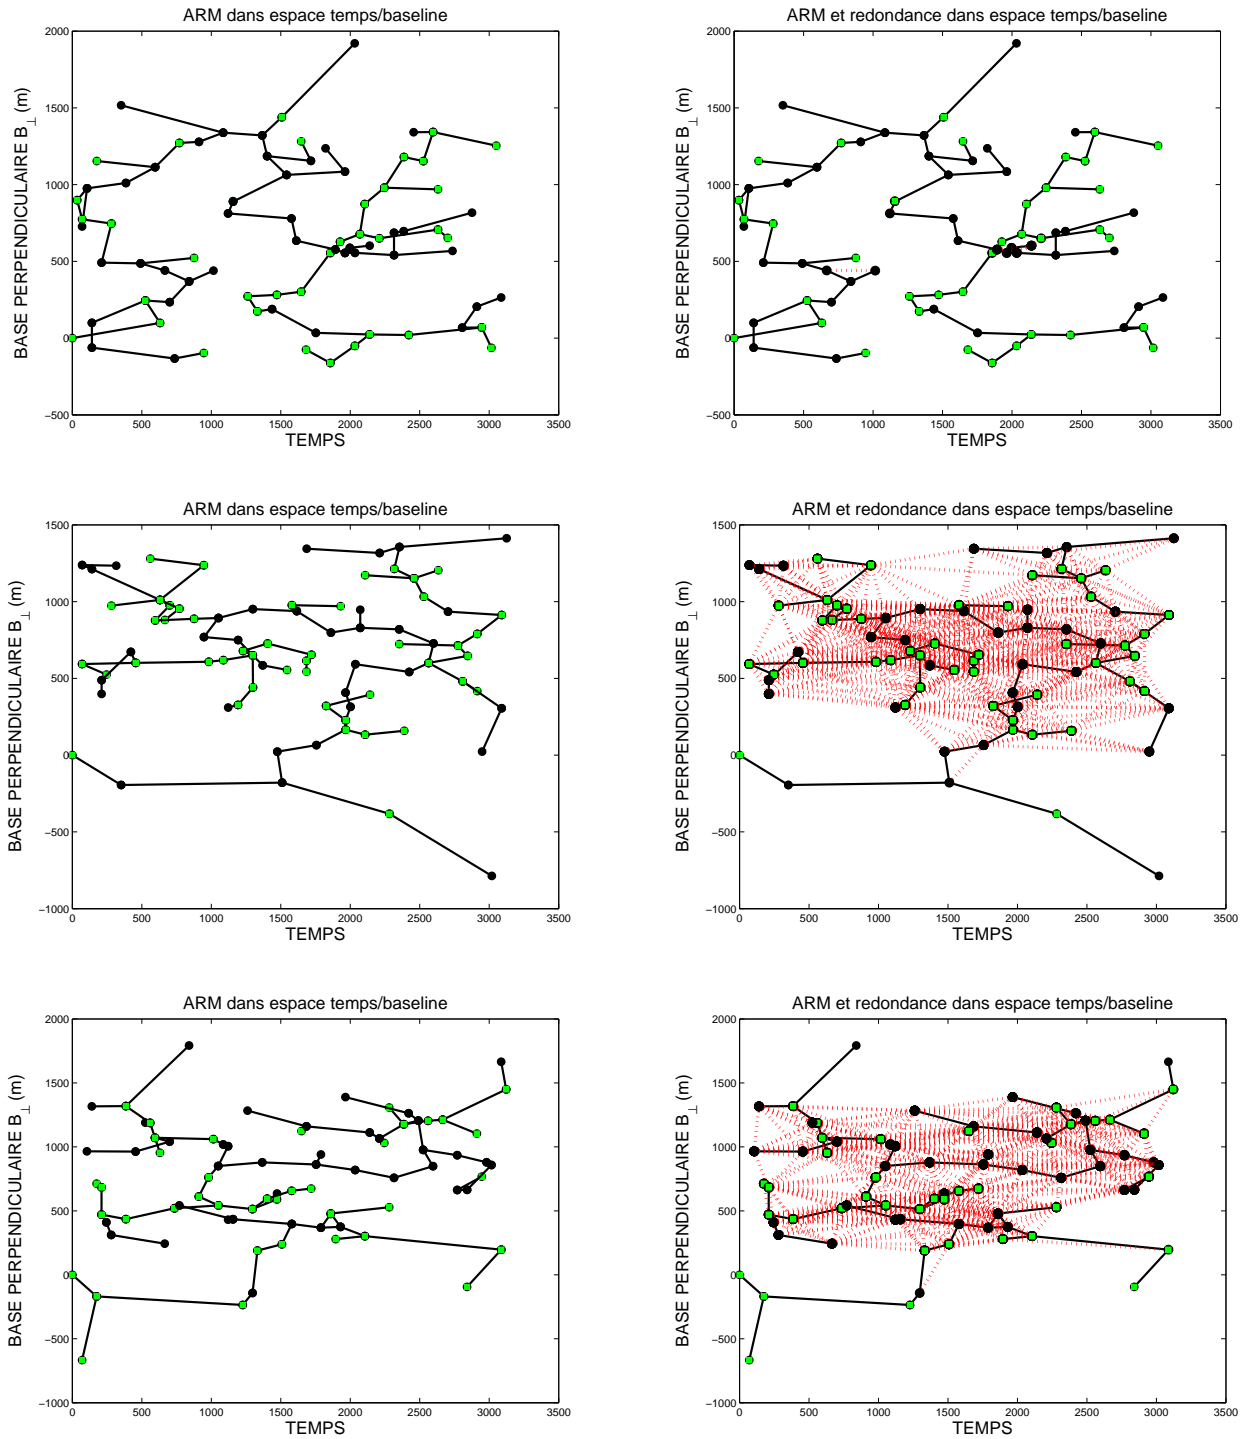 ARM dans espace temps/baseline
2000
1500
1000
500
0
−500
0 500 1000 1500 2000 2500 3000 3500
TEMPS
BASE PERPENDICULAIRE B⊥ (m)
ARM et redondance dans espace temps/baseline
2000
1500
1000
500
0
−500
0 500 1000 1500 2000 2500 3000 3500
TEMPS
BASE PERPENDICULAIRE B⊥ (m)
ARM dans espace temps/baseline
1500
1000
500
0
−500
−1000
0 500 1000 1500 2000 2500 3000 3500
TEMPS
BASE PERPENDICULAIRE B⊥ (m)
ARM et redondance dans espace temps/baseline
1500
1000
500
0
−500
−1000
0 500 1000 1500 2000 2500 3000 3500
TEMPS
BASE PERPENDICULAIRE B⊥ (m)
ARM dans espace temps/baseline
2000
1500
1000
500
0
−500
−1000
0 500 1000 1500 2000 2500 3000 3500
TEMPS
BASE PERPENDICULAIRE B⊥ (m)
ARM et redondance dans espace temps/baseline
2000
1500
1000
500
0
−500
−1000
0 500 1000 1500 2000 2500 3000 3500
TEMPS
BASE PERPENDICULAIRE B⊥ (m)